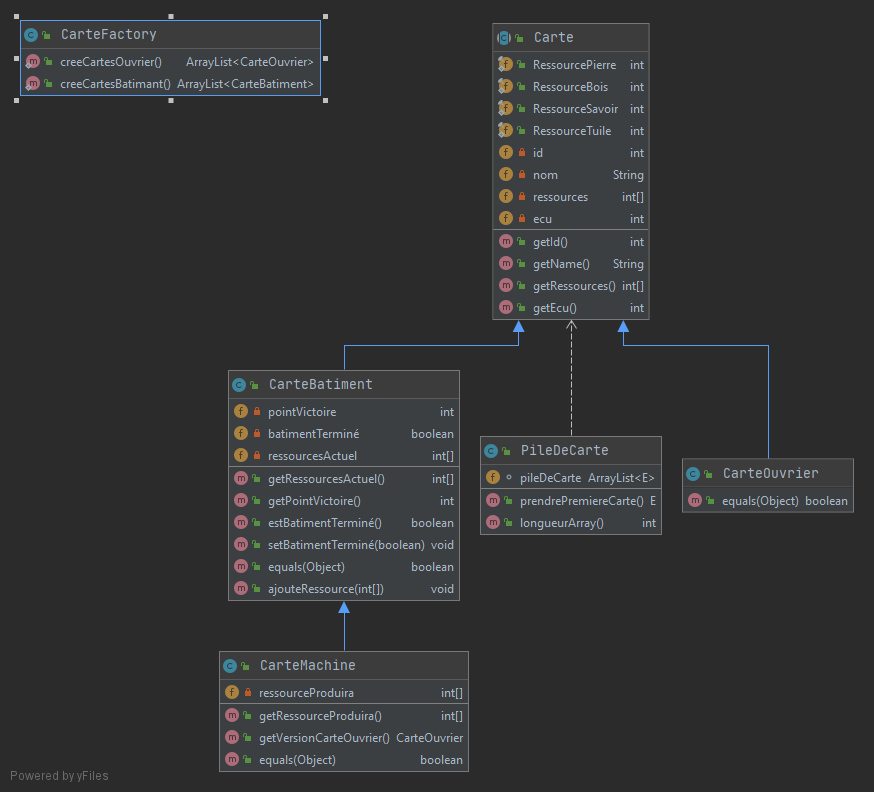 CarteFactory
creeCartesOuvrier() ArrayList<CarteOuvrier>
creeCartesBatimant() ArrayList<CarteBatiment>
Carte
RessourcePierre int
RessourceBois int
RessourceSavoir int
RessourceTuile int
id int
nom String
ressources int[]
ecu int
getId() int
getName() String
getRessources() int[]
getEcu() int
CarteBatiment
pointVictoire int
batimentTerminé boolean
ressourcesActuel int[]
getRessourcesActuel() int[]
getPointVictoire() int
estBatimentTerminé() boolean
setBatimentTerminé(boolean) void
equals(Object) boolean
ajouteRessource(int[]) void
PileDeCarte
pileDeCarte ArrayList<E>
prendrePremiereCarte() E
longueurArray() int
CarteOuvrier
equals(Object) boolean
CarteMachine
ressourceProduira int[]
getRessourceProduira() int[]
getVersionCarteOuvrier() CarteOuvrier
equals(Object) boolean
Powered by yFiles